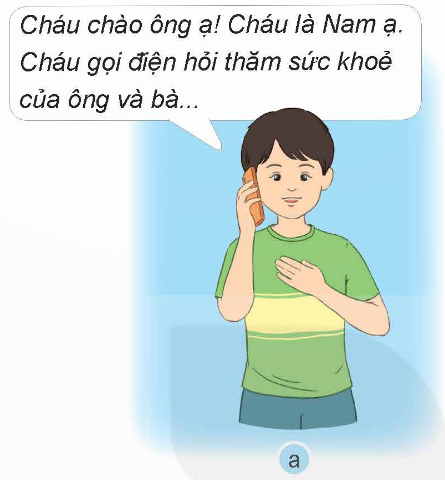 Cháu chào ông ạ! Cháu là Nam ạ.
Cháu gọi điện hỏi thăm sức khoẻ
của ông và bà...
a